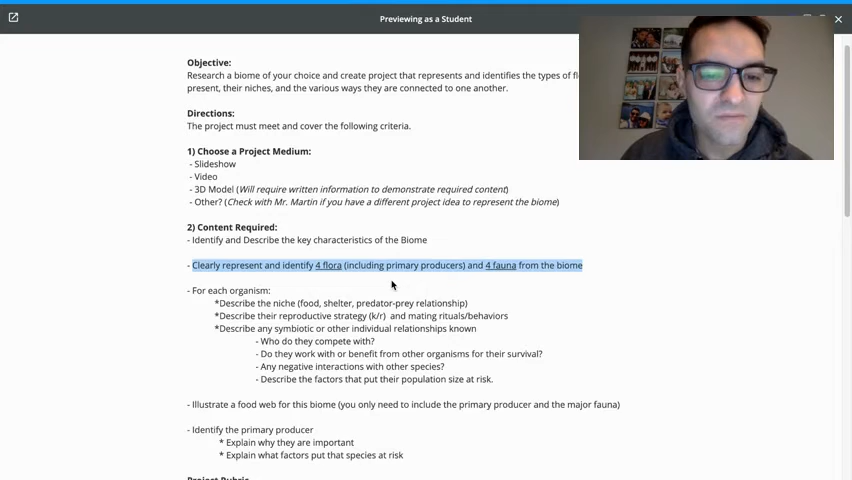 Previewing as a Student
Objective:
Research a biome of your choice and create project that represents and identifies the types of fl
present, their niches, and the various ways they are connected to one another.
Directions:
The project must meet and cover the following criteria.
1) Choose a Project Medium:
- Slideshow
- Video
- 3D Model (Will require written information to demonstrate required content)
- Other? (Check with Mr. Martin if you have a different project idea to represent the biome)
2) Content Required:
- Identify and Describe the key characteristics of the Biome
- Clearly represent and identify 4 flora (including primary producers) and 4 fauna from the biome
- For each organism:
*Describe the niche (food, shelter, predator-prey relationship)
*Describe their reproductive strategy (k/r) and mating rituals/behaviors
*Describe any symbiotic or other individual relationships known
- Who do they compete with?
- Do they work with or benefit from other organisms for their survival?
- Any negative interactions with other species?
- Describe the factors that put their population size at risk.
- Illustrate a food web for this biome (you only need to include the primary producer and the major fauna)
- Identify the primary producer
* Explain why they are important
* Explain what factors put that species at risk
Project Rubric